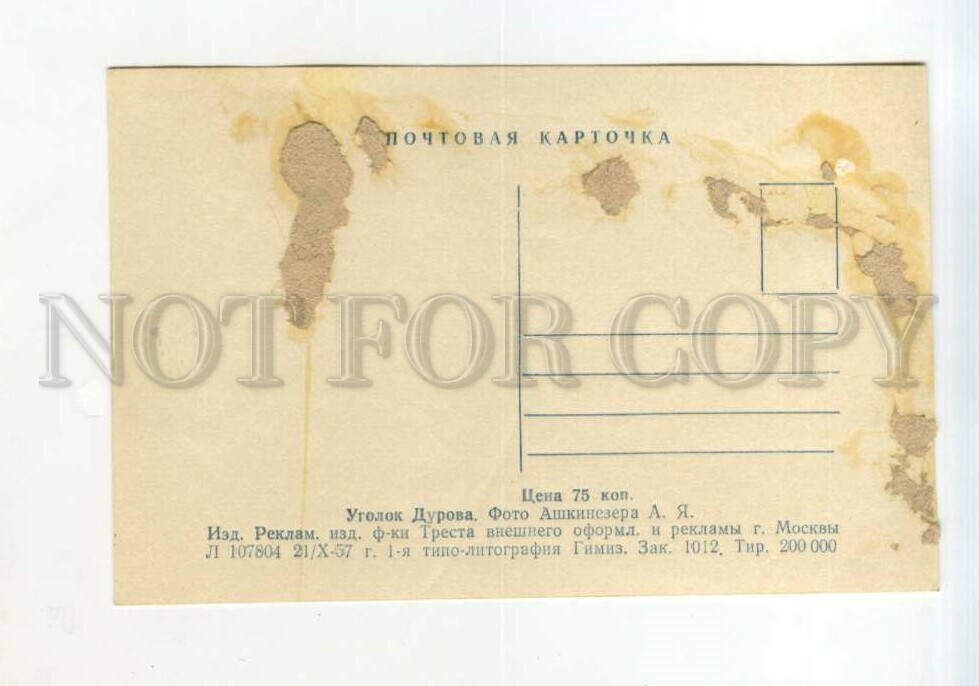 ПОЧТОВАЯ КАРТОЧКА
NOT FOR COPY
Цена 75 коп.
Уголок Дурова. Фото Ашкинезера А. Я.
Изд. Реклам. изд. ф-ки Треста внешнего оформл. и рекламы г. Москвы
Л 107804 21/X-57 г. 1-я типо-литография Гимиз. Зак. 1012. Тир. 200 000